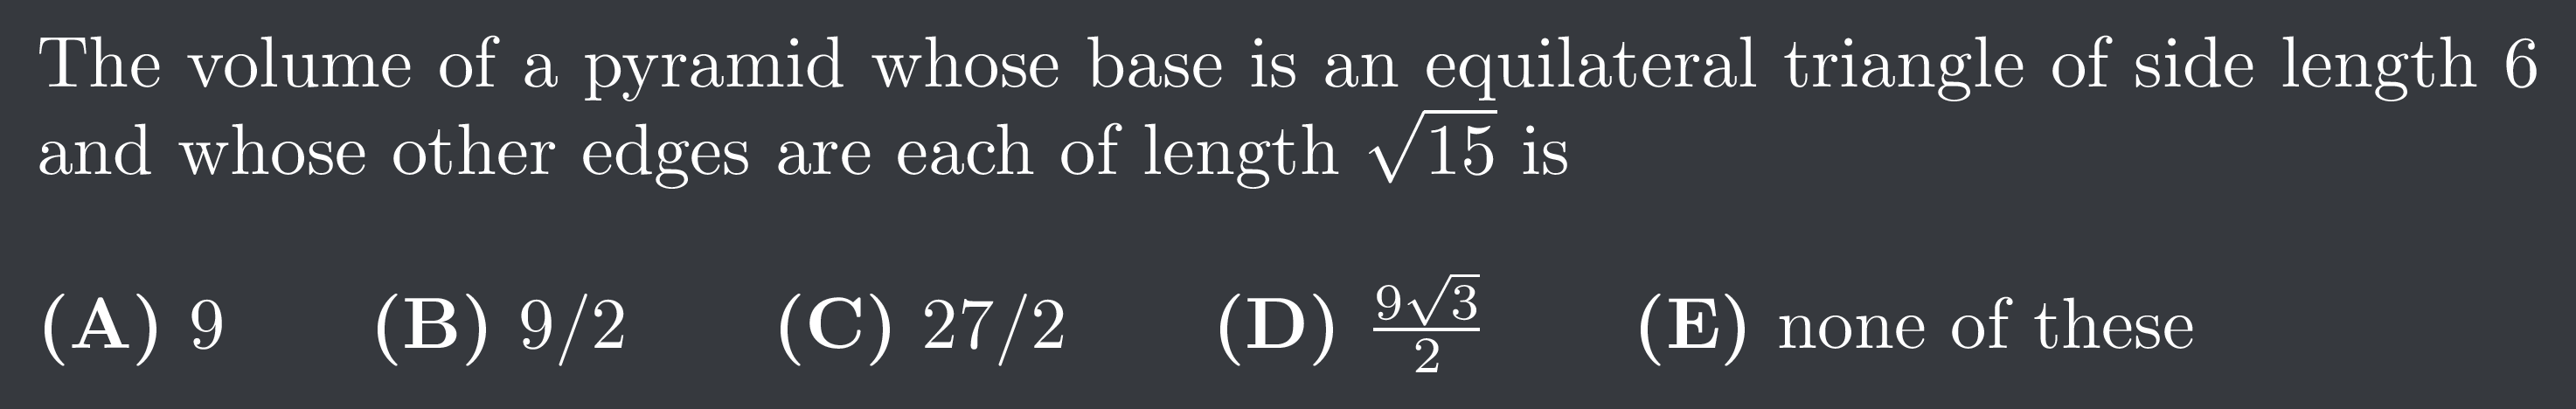 The volume of a pyramid whose base is an equilateral triangle of side length 6
and whose other edges are each of length √15 is
(A) 9 (B) 9/2 (C) 27/2 (D) 9√3/2 (E) none of these